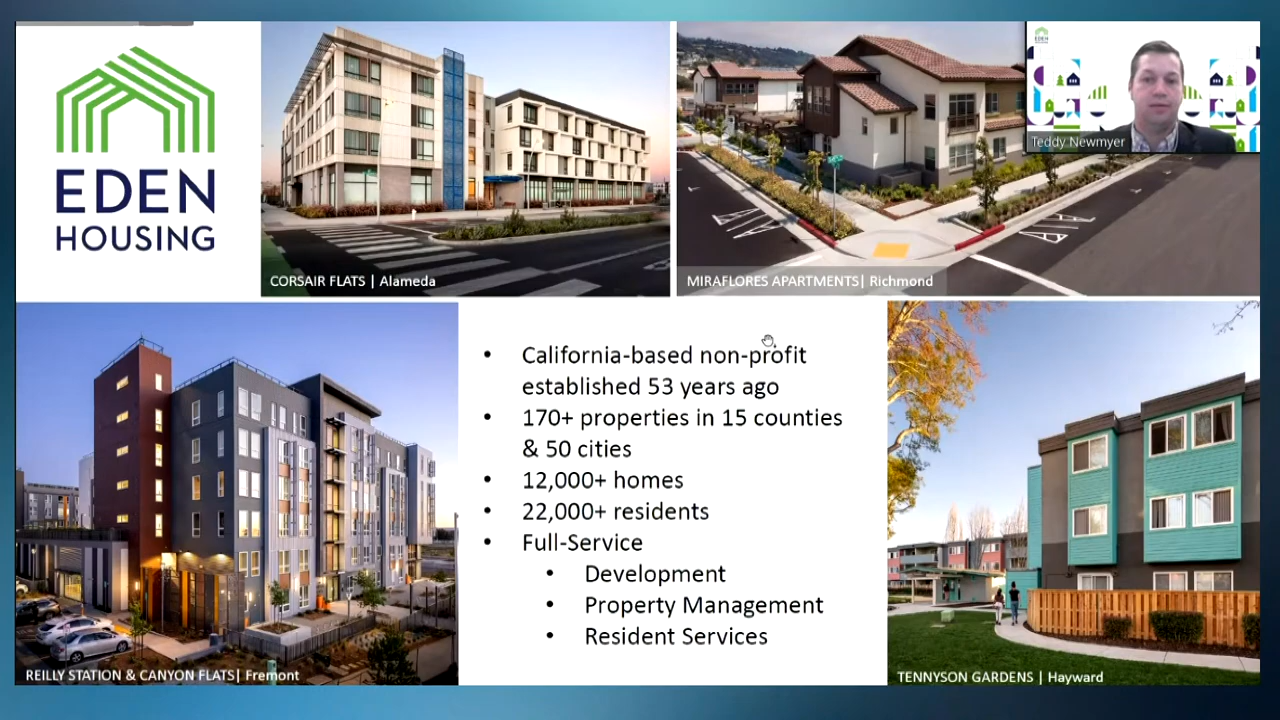 EDEN
HOUSING
CORSAIR FLATS | Alameda
MIRAFLORES APARTMENTS| Richmond
EDEN
Teddy Newmyer
• California-based non-profit
established 53 years ago
• 170+ properties in 15 counties
& 50 cities
• 12,000+ homes
• 22,000+ residents
• Full-Service
• Development
• Property Management
• Resident Services
REILLY STATION & CANYON FLATS| Fremont
TENNYSON GARDENS | Hayward